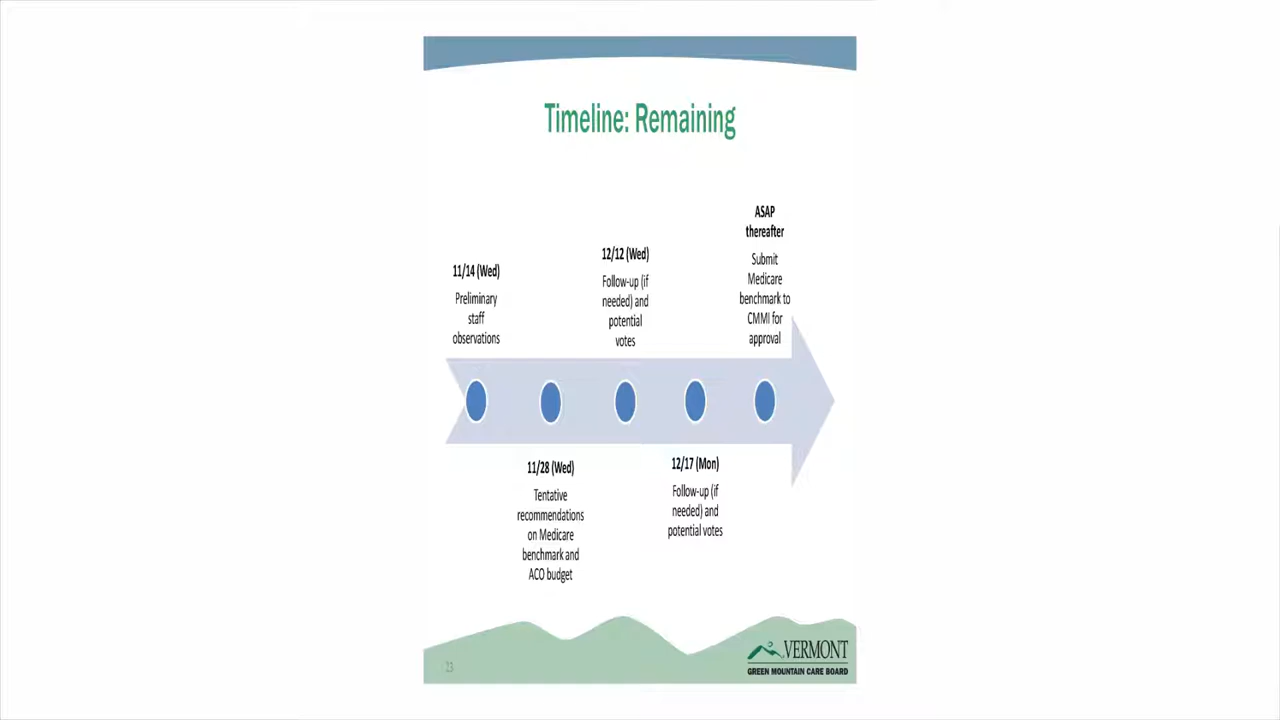 Timeline: Remaining
11/14 (Wed)
Preliminary
staff
observations
11/28 (Wed)
Tentative
recommendations
on Medicare
benchmark and
ACO budget
12/12 (Wed)
Follow-up (if
needed) and
potential
votes
12/17 (Mon)
Follow-up (if
needed) and
potential votes
ASAP
thereafter
Submit
Medicare
benchmark to
CMMI for
approval
23
VERMONT
GREEN MOUNTAIN CARE BOARD